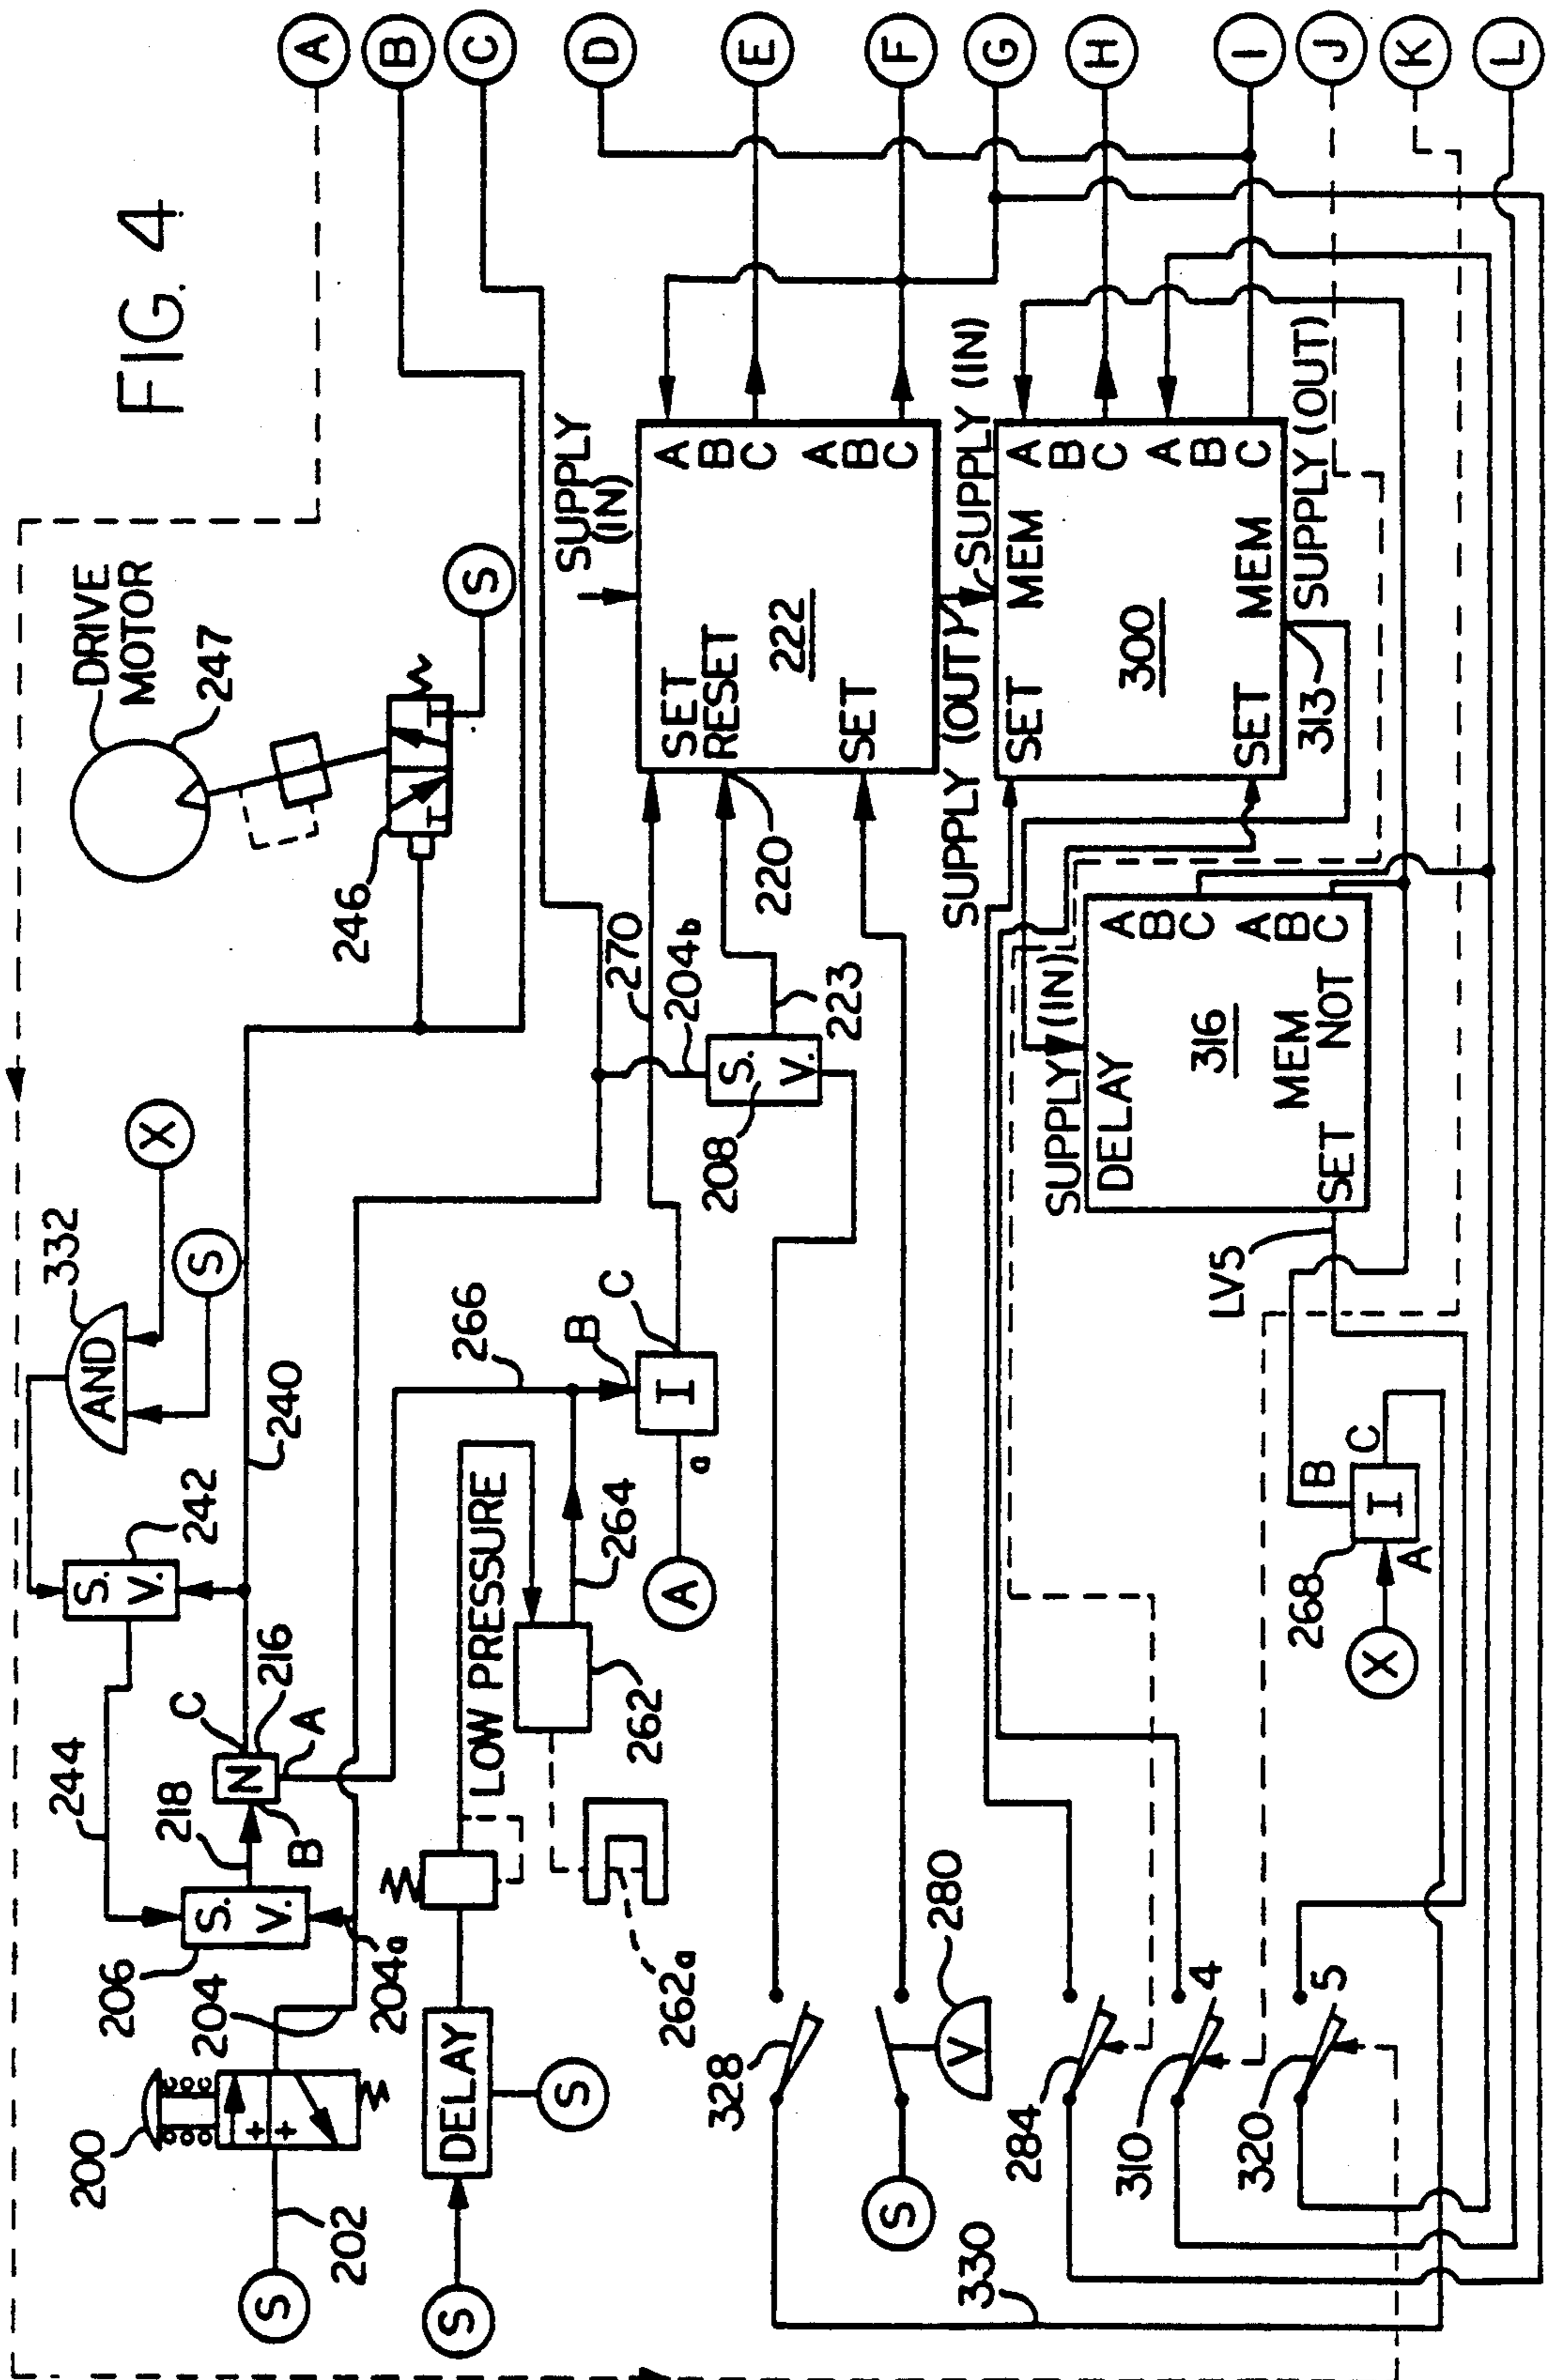 FIG. 4
A
B
C
D
E
F
G
H
I
J
K
L
DRIVE
MOTOR
247
246
S
332
AND
X
S
242
S.
V.
240
244
216
C
N
A
B
218
206
S.
V.
204
204a
200
S
202
S
DELAY
S
LOW PRESSURE
262
262a
264
266
B
C
I
a
A
270
204b
208
S.
V.
223
220
SUPPLY
(IN)
SET
RESET
222
SET
A
B
C
A
B
C
SUPPLY (OUT)
SUPPLY (IN)
SET
MEM
300
SET
MEM
A
B
C
A
B
C
313
SUPPLY (OUT)
SUPPLY (IN)
DELAY
316
MEM
SET
NOT
A
B
C
A
B
C
LV5
328
280
V
S
330
284
310
4
320
5
268
X
A
B
I
C